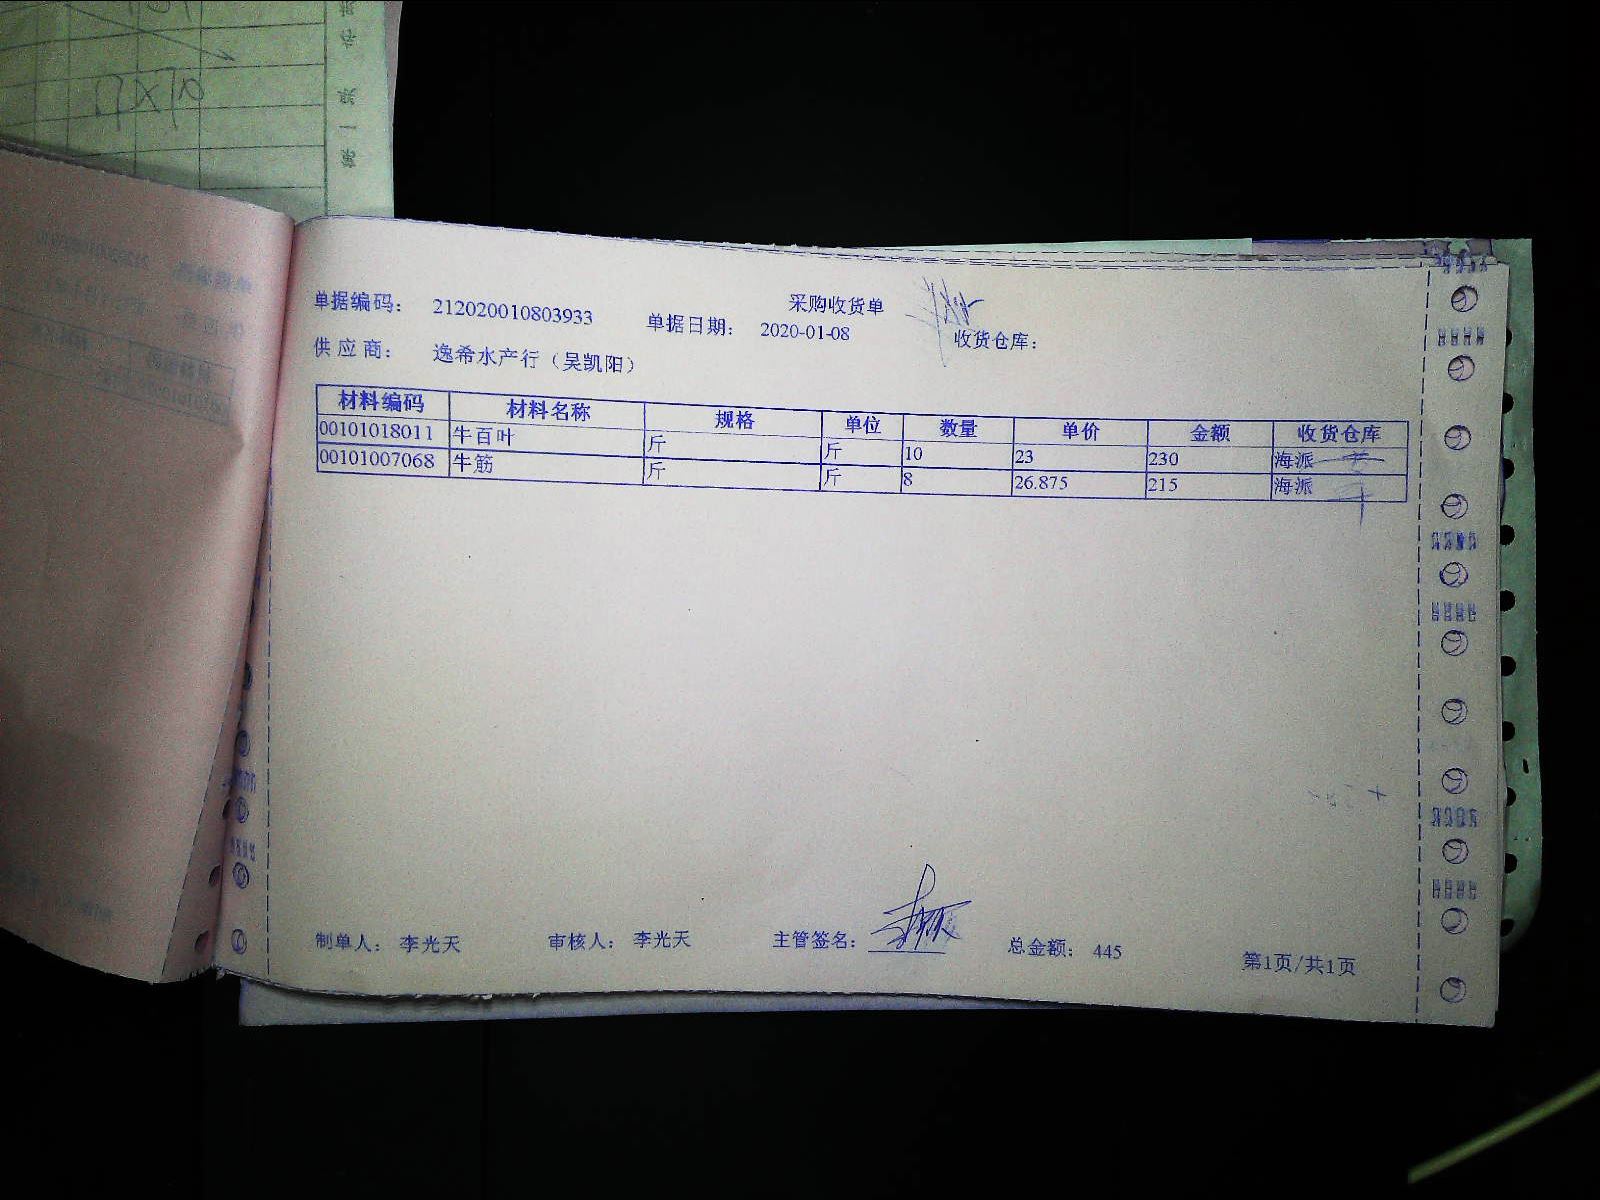 第一联
采购收货单
单据编码: 212020010803933 单据日期: 2020-01-08 收货仓库:
供应商: 逸希水产行（吴凯阳）
材料编码 材料名称 规格 单位 数量 单价 金额 收货仓库
00101018011 牛百叶 斤 斤 10 23 230 海派
00101007068 牛筋 斤 斤 8 26.875 215 海派
制单人: 李光天 审核人: 李光天 主管签名: 总金额: 445 第1页/共1页